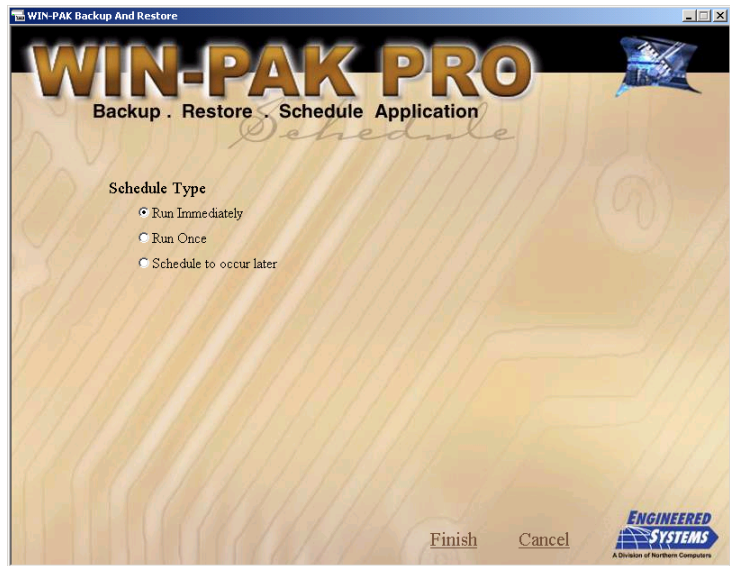 WIN-PAK Backup And Restore
WIN-PAK PRO
Backup . Restore . Schedule Application
Schedule
Schedule Type
Run Immediately
Run Once
Schedule to occur later
Finish Cancel
ENGINEERED
SYSTEMS
A Division of Northern Computers